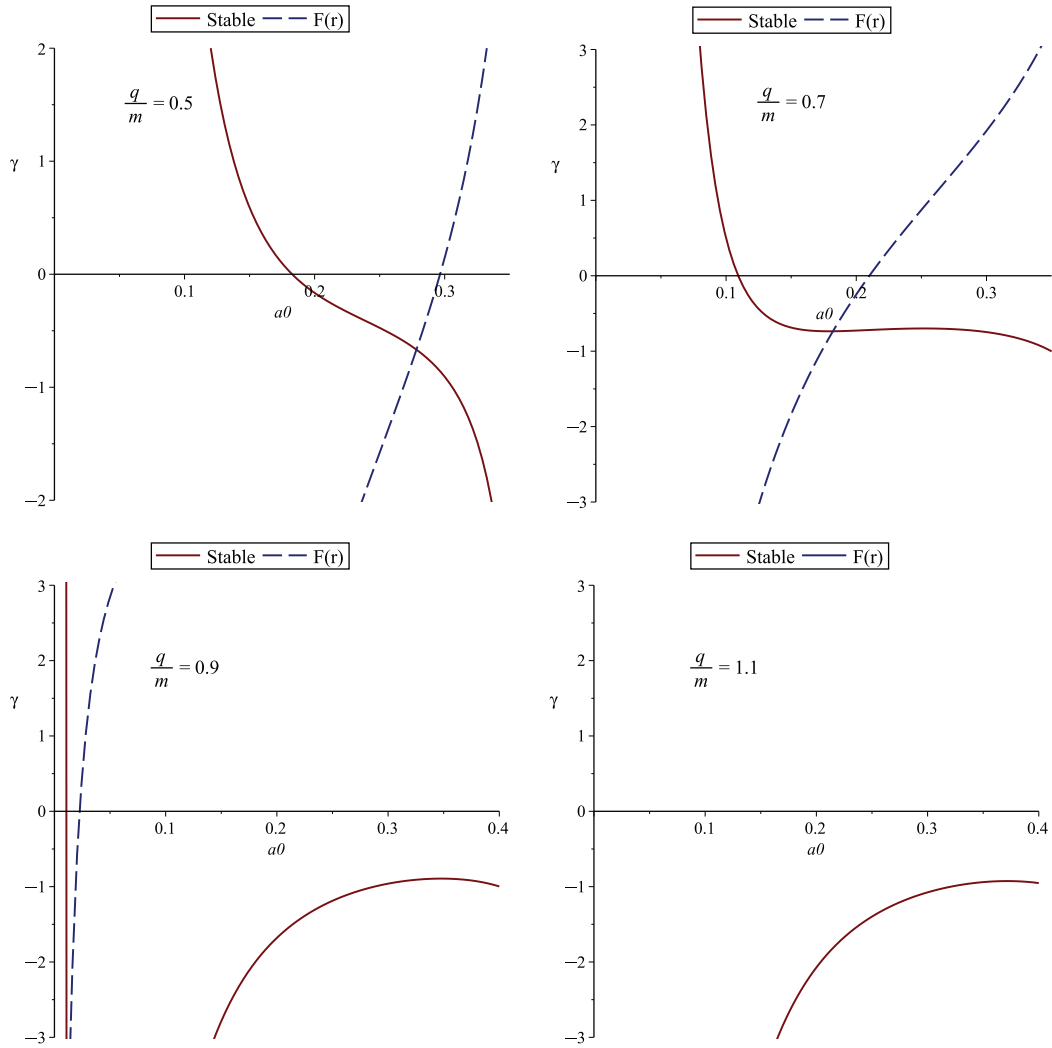 Stable F(r)
2
q/m = 0.5
1
γ
0
0.1 0.2 0.3
a0
−1
−2
Stable F(r)
3
q/m = 0.7
2
γ
1
0
0.1 0.2 0.3
a0
−1
−2
−3
Stable F(r)
3
2
q/m = 0.9
γ
1
0
0.1 0.2 0.3 0.4
a0
−1
−2
−3
Stable F(r)
3
2
q/m = 1.1
γ
1
0
0.1 0.2 0.3 0.4
a0
−1
−2
−3